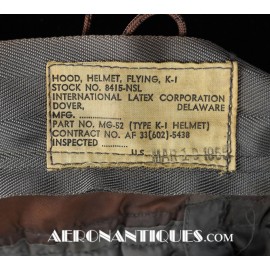 HOOD, HELMET, FLYING, K-1
STOCK NO. 8415-NSL
INTERNATIONAL LATEX CORPORATION
DOVER, DELAWARE
MFG. ............
PART NO. MG-52 (TYPE K-1 HELMET)
CONTRACT NO. AF 33(602)-5438
INSPECTED ............
U.S. MAR
AERONANTIQUES.COM